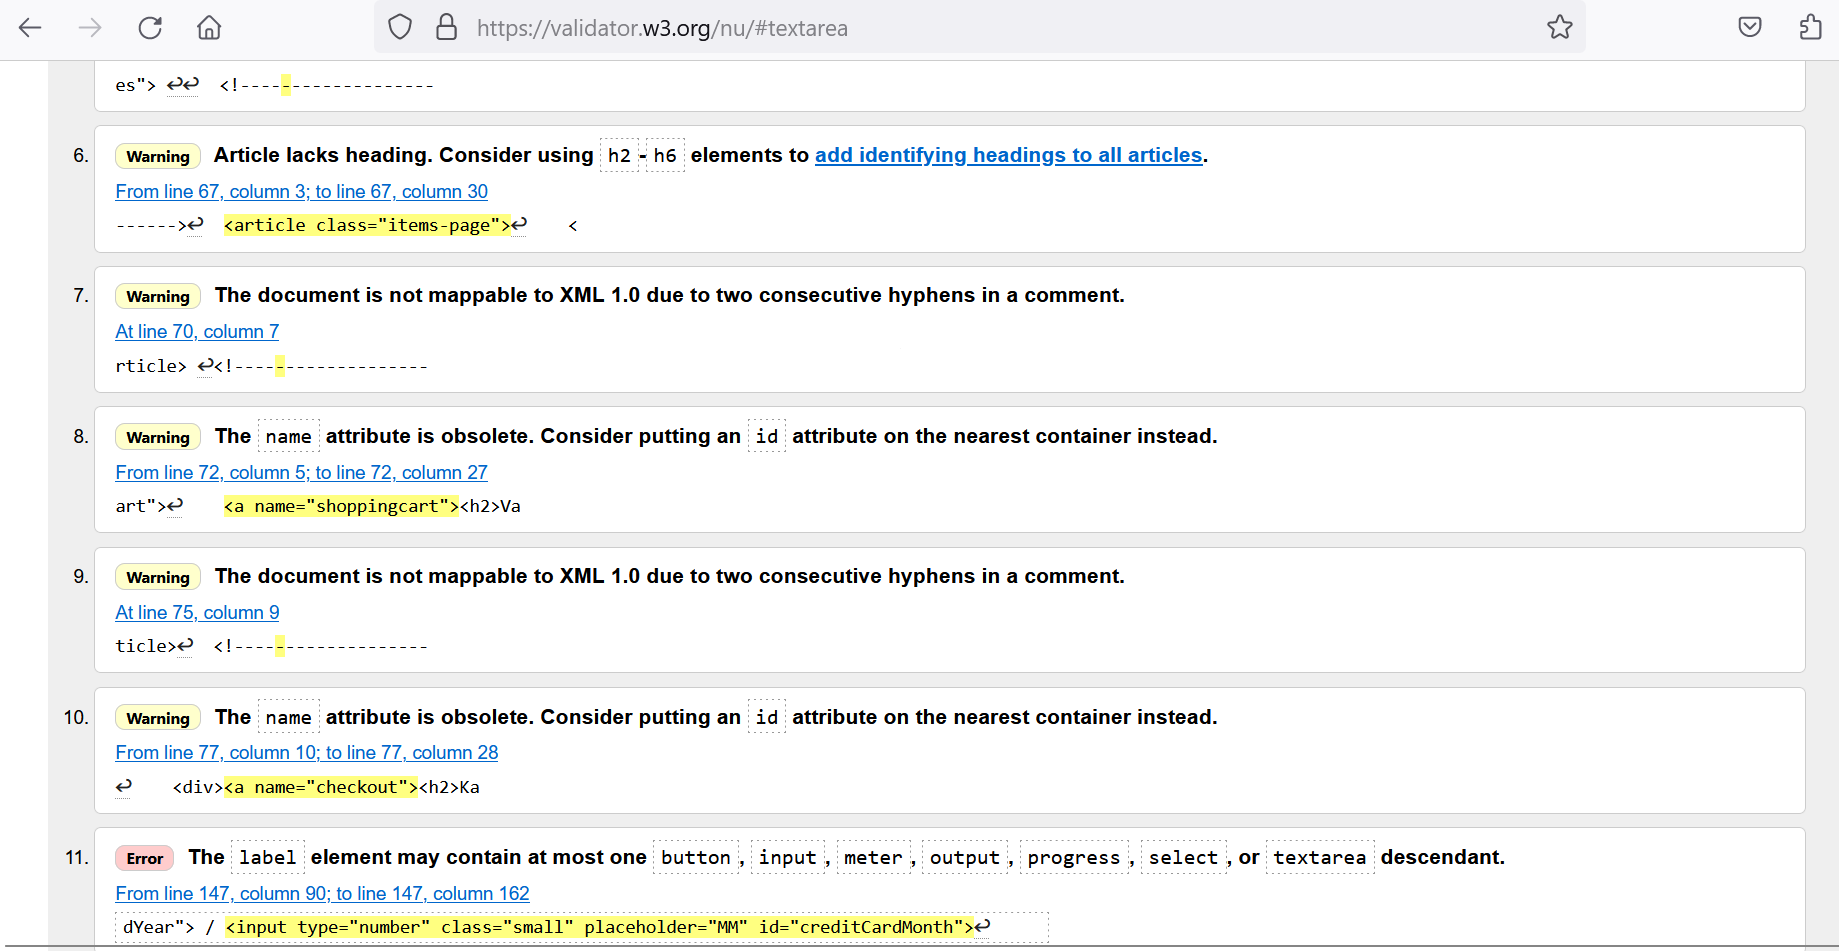 https://validator.w3.org/nu/#textarea
es"> ↩↩  <!-------------------
6. Warning Article lacks heading. Consider using h2-h6 elements to add identifying headings to all articles.
From line 67, column 3; to line 67, column 30
------>↩  <article class="items-page">↩    <
7. Warning The document is not mappable to XML 1.0 due to two consecutive hyphens in a comment.
At line 70, column 7
rticle> ↩<!-------------------
8. Warning The name attribute is obsolete. Consider putting an id attribute on the nearest container instead.
From line 72, column 5; to line 72, column 27
art">↩    <a name="shoppingcart"><h2>Va
9. Warning The document is not mappable to XML 1.0 due to two consecutive hyphens in a comment.
At line 75, column 9
ticle>↩  <!-------------------
10. Warning The name attribute is obsolete. Consider putting an id attribute on the nearest container instead.
From line 77, column 10; to line 77, column 28
↩    <div><a name="checkout"><h2>Ka
11. Error The label element may contain at most one button, input, meter, output, progress, select, or textarea descendant.
From line 147, column 90; to line 147, column 162
dYear"> / <input type="number" class="small" placeholder="MM" id="creditCardMonth">↩